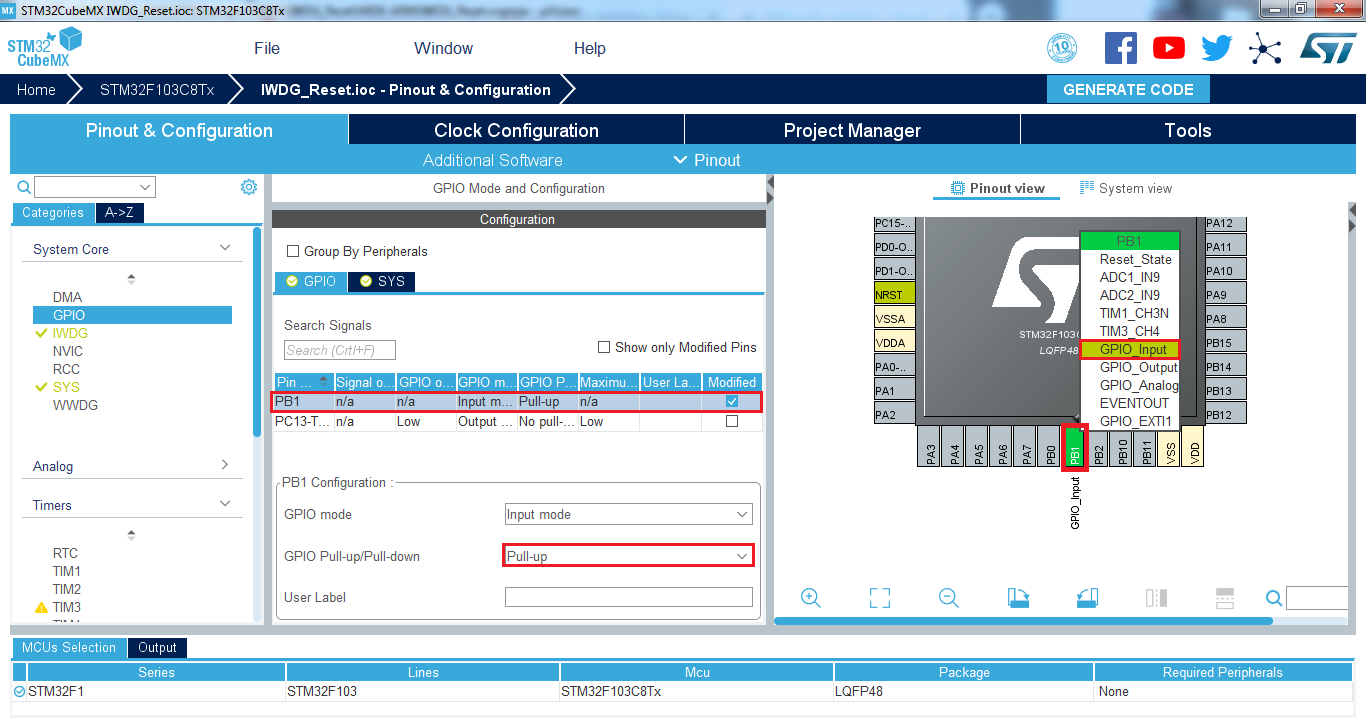 MX STM32CubeMX IWDG_Reset.ioc: STM32F103C8Tx
STM32 CubeMX
File Window Help
10
ST
Home STM32F103C8Tx IWDG_Reset.ioc - Pinout & Configuration GENERATE CODE
Pinout & Configuration Clock Configuration Project Manager Tools
Additional Software Pinout
Categories A->Z
System Core
DMA
GPIO
IWDG
NVIC
RCC
SYS
WWDG
Analog
Timers
RTC
TIM1
TIM2
TIM3
GPIO Mode and Configuration
Configuration
Group By Peripherals
GPIO SYS
Search Signals
Search (Crtl+F) Show only Modified Pins
Pin ... Signal o... GPIO o... GPIO m... GPIO P... Maximu... User La... Modified
PB1 n/a n/a Input m... Pull-up n/a
PC13-T... n/a Low Output ... No pull-... Low
PB1 Configuration :
GPIO mode Input mode
GPIO Pull-up/Pull-down Pull-up
User Label
Pinout view System view
PC15-..
PD0-O..
PD1-O..
NRST
VSSA
VDDA
PA0-..
PA1
PA2
STM32F103C
LQFP48
PB1
Reset_State
ADC1_IN9
ADC2_IN9
TIM1_CH3N
TIM3_CH4
GPIO_Input
GPIO_Output
GPIO_Analog
EVENTOUT
GPIO_EXTI1
PA12
PA11
PA10
PA9
PA8
PB15
PB14
PB13
PB12
PA3 PA4 PA5 PA6 PA7 PB0 PB1 PB2 PB10 PB11 VSS VDD
GPIO_Input
MCUs Selection Output
Series Lines Mcu Package Required Peripherals
STM32F1 STM32F103 STM32F103C8Tx LQFP48 None